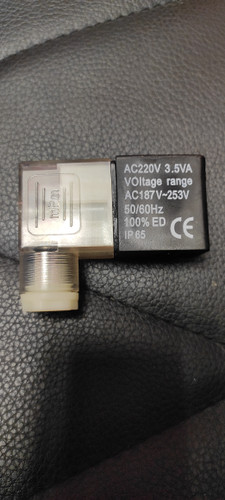 AC220V 3.5VA
VOltage range
AC187V~253V
50/60Hz
100% ED
IP 65
CE